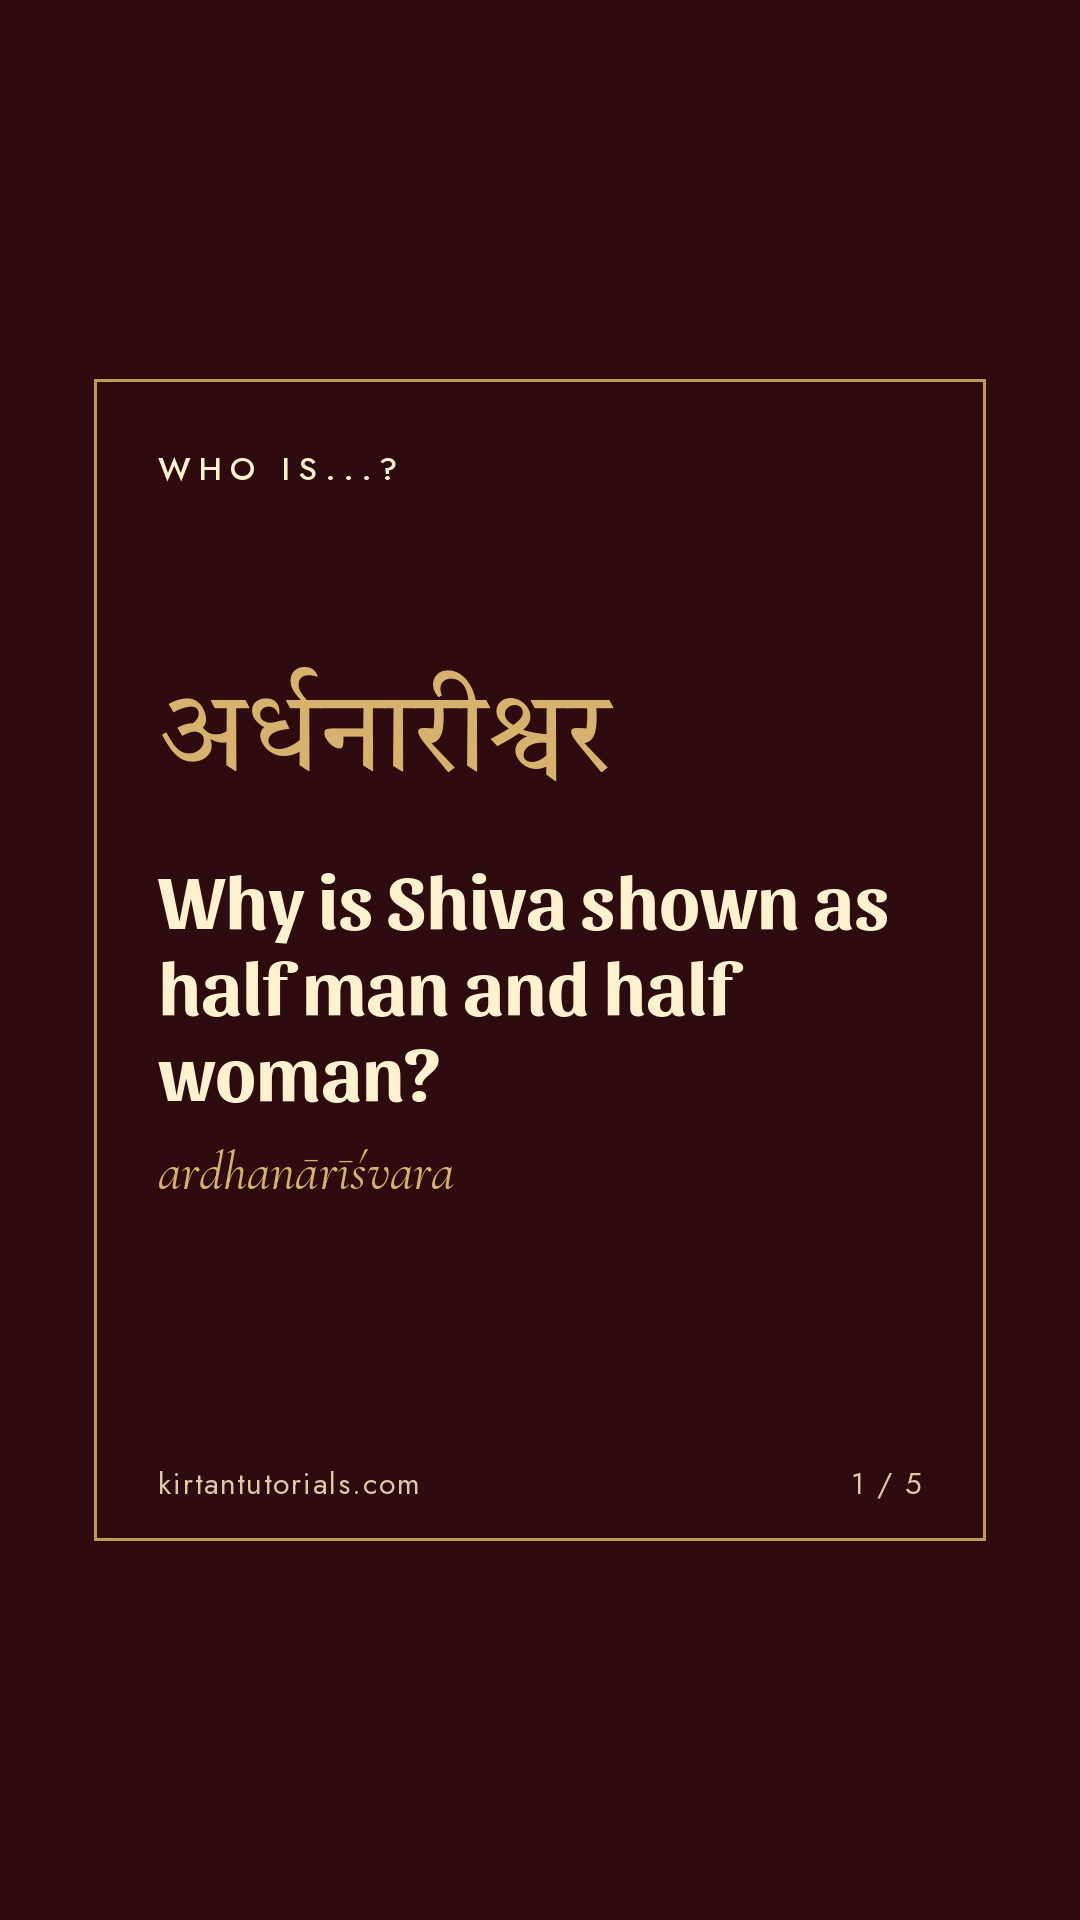 WHO IS...?
अर्धनारीश्वर
Why is Shiva shown as
half man and half
woman?
ardhanārīśvara
kirtantutorials.com
1 / 5